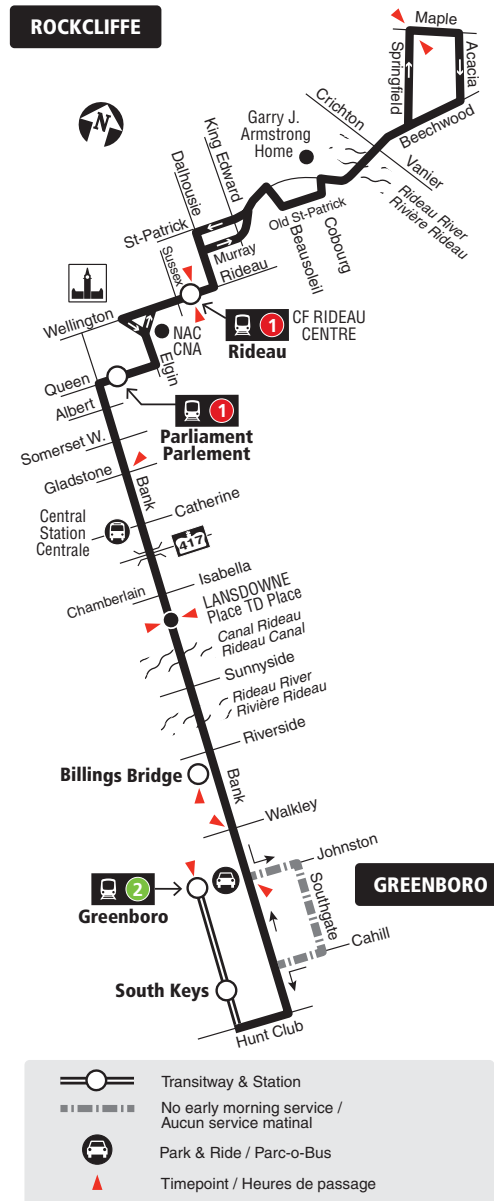 ROCKCLIFFE
Maple
Springfield
Acacia
N
Crichton
Beechwood
Garry J.
Armstrong
Home
King Edward
Dalhousie
Vanier
Rideau River
Rivière Rideau
St-Patrick
Old St-Patrick
Murray
Cobourg
Beausoleil
Sussex
Rideau
Wellington
1
CF RIDEAU
CENTRE
Rideau
NAC
CNA
Elgin
Queen
Albert
1
Parliament
Parlement
Somerset W.
Gladstone
Bank
Catherine
Central
Station
Centrale
417
Isabella
Chamberlain
LANSDOWNE
Place TD Place
Canal Rideau
Rideau Canal
Sunnyside
Rideau River
Rivière Rideau
Riverside
Billings Bridge
Bank
Walkley
Johnston
2
Greenboro
Southgate
GREENBORO
Cahill
South Keys
Hunt Club
Transitway & Station
No early morning service /
Aucun service matinal
Park & Ride / Parc-o-Bus
Timepoint / Heures de passage